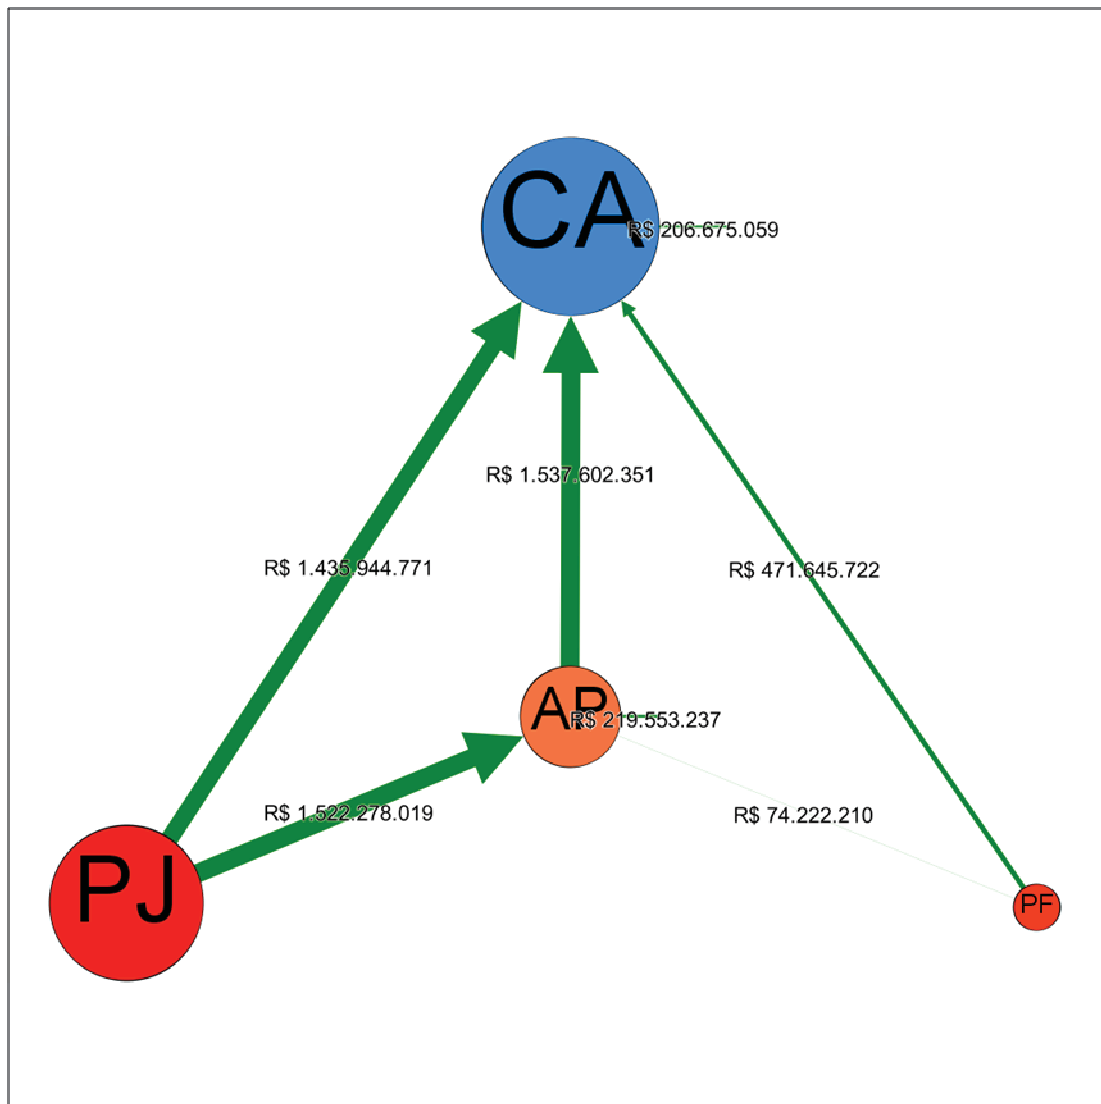 CA
R$ 206.675.059
R$ 1.537.602.351
R$ 1.435.944.771
R$ 471.645.722
AP
R$ 219.553.237
R$ 1.522.278.019
R$ 74.222.210
PJ
PF